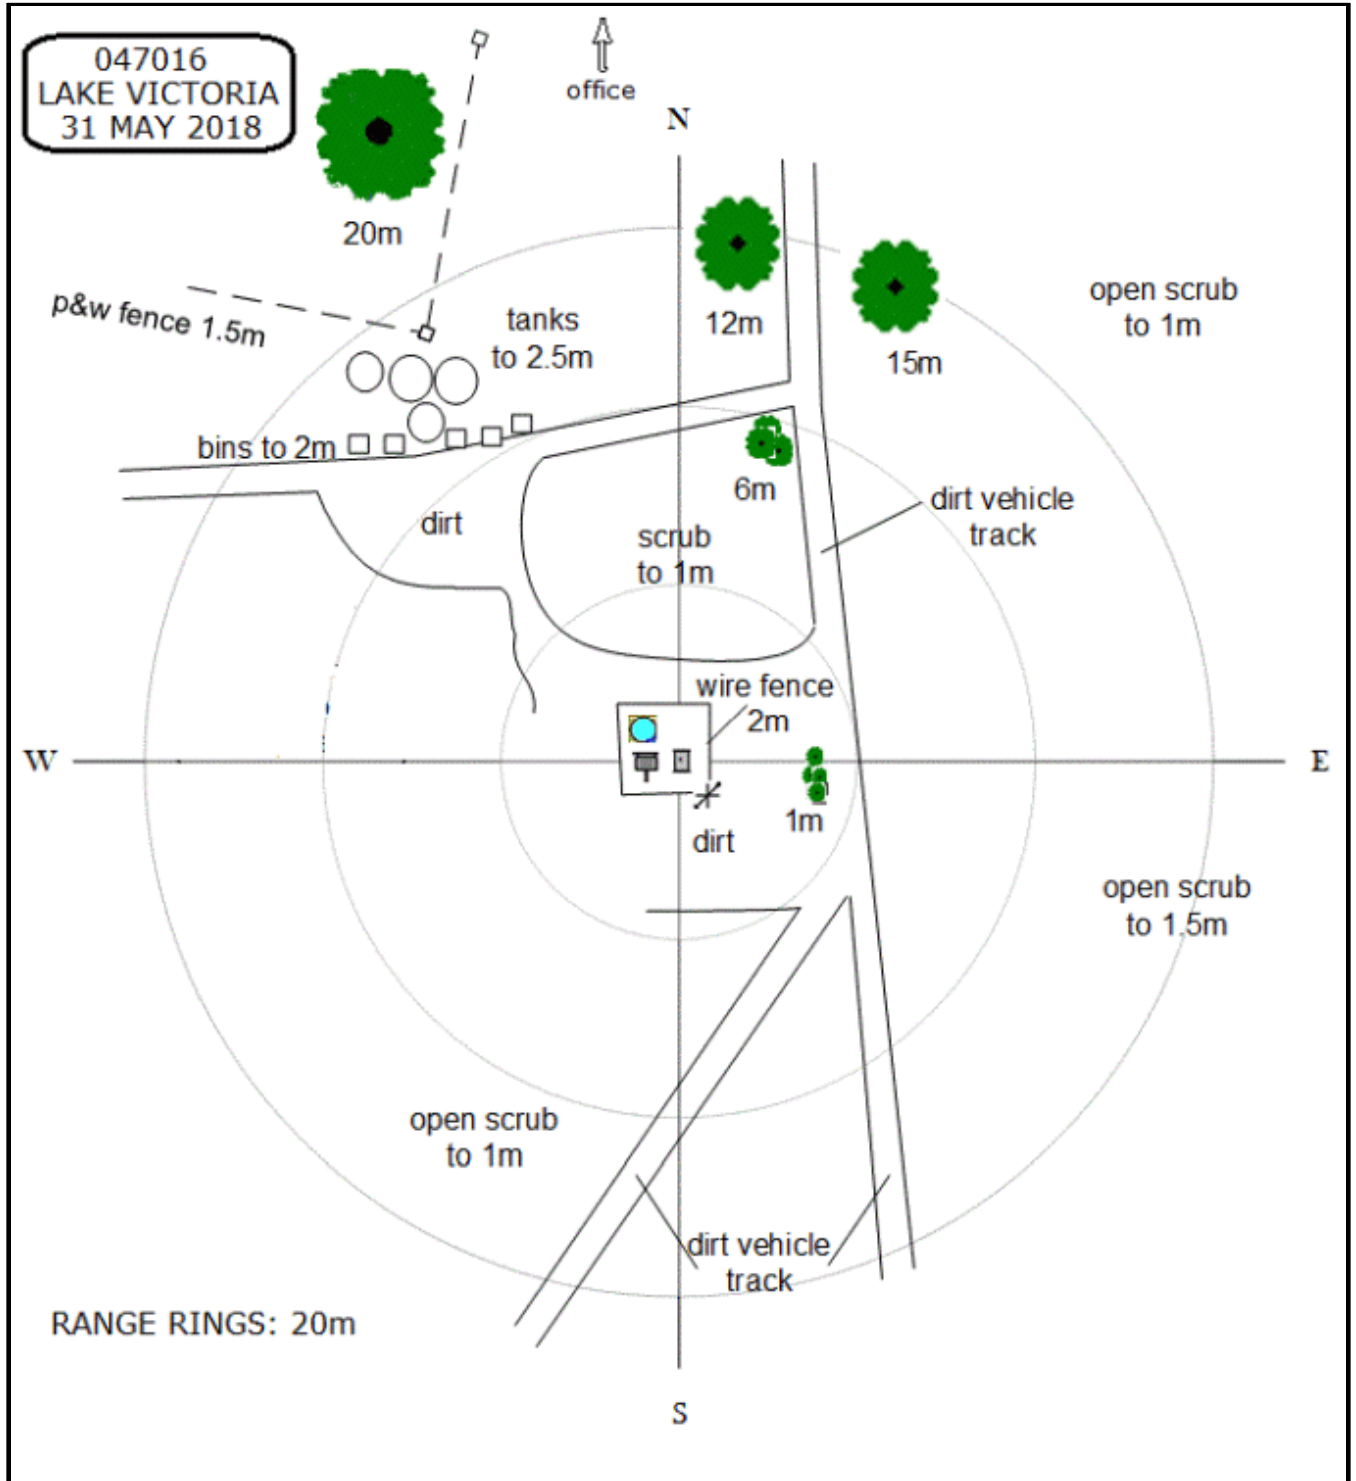 047016
LAKE VICTORIA
31 MAY 2018
office
N
20m
p&w fence 1.5m
tanks
to 2.5m
12m
15m
open scrub
to 1m
bins to 2m
6m
dirt
scrub
to 1m
dirt vehicle
track
wire fence
2m
W
E
1m
dirt
open scrub
to 1.5m
open scrub
to 1m
dirt vehicle
track
RANGE RINGS: 20m
S